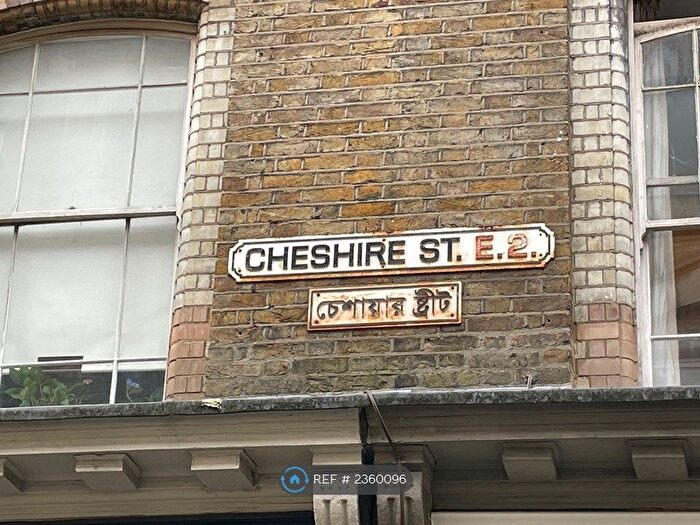 CHESHIRE ST. E.2.
চেশায়ার ষ্ট্রীট
REF # 2360096